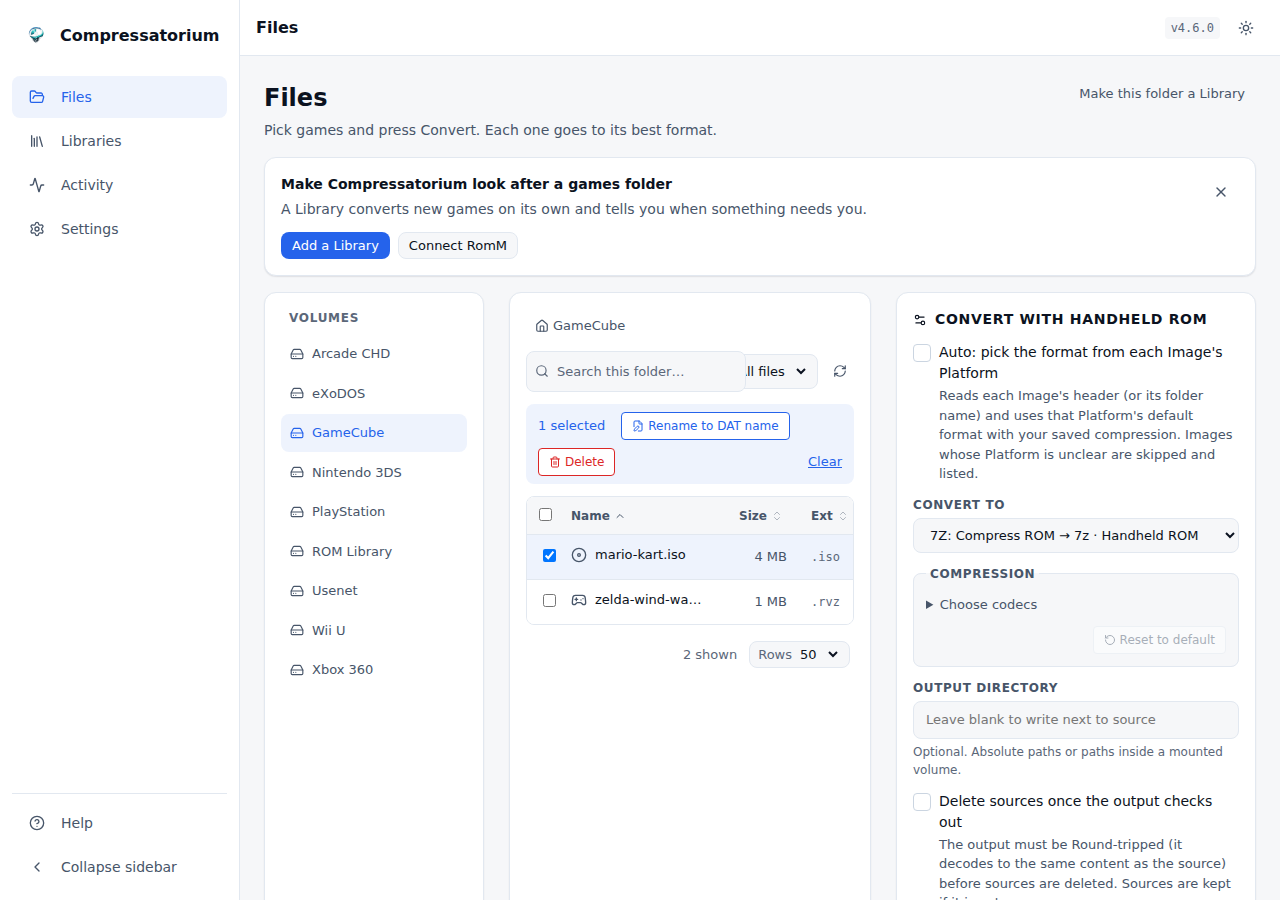 Compressatorium
Files
Libraries
Activity
Settings
Help
Collapse sidebar
Files
v4.6.0
Files
Make this folder a Library
Pick games and press Convert. Each one goes to its best format.
Make Compressatorium look after a games folder
A Library converts new games on its own and tells you when something needs you.
Add a Library
Connect RomM
VOLUMES
Arcade CHD
eXoDOS
GameCube
Nintendo 3DS
PlayStation
ROM Library
Usenet
Wii U
Xbox 360
GameCube
Search this folder…
ll files
1 selected
Rename to DAT name
Delete
Clear
Name
Size
Ext
mario-kart.iso
4 MB
.iso
zelda-wind-wa…
1 MB
.rvz
2 shown
Rows 50
CONVERT WITH HANDHELD ROM
Auto: pick the format from each Image's
Platform
Reads each Image's header (or its folder
name) and uses that Platform's default
format with your saved compression. Images
whose Platform is unclear are skipped and
listed.
CONVERT TO
7Z: Compress ROM → 7z · Handheld ROM
COMPRESSION
Choose codecs
Reset to default
OUTPUT DIRECTORY
Leave blank to write next to source
Optional. Absolute paths or paths inside a mounted
volume.
Delete sources once the output checks
out
The output must be Round-tripped (it
decodes to the same content as the source)
before sources are deleted. Sources are kept